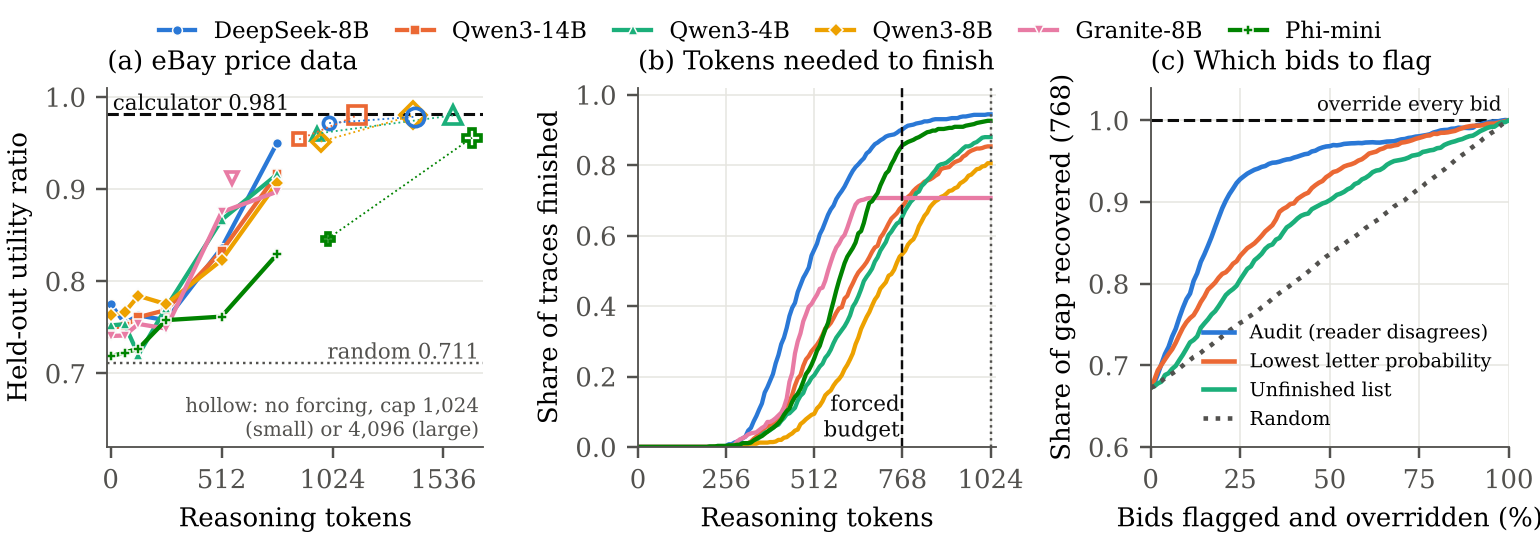 DeepSeek-8B Qwen3-14B Qwen3-4B Qwen3-8B Granite-8B Phi-mini
(a) eBay price data
Held-out utility ratio
1.0
0.9
0.8
0.7
calculator 0.981
random 0.711
hollow: no forcing, cap 1,024
(small) or 4,096 (large)
0 512 1024 1536
Reasoning tokens
(b) Tokens needed to finish
Share of traces finished
1.0
0.8
0.6
0.4
0.2
0.0
forced
budget
0 256 512 768 1024
Reasoning tokens
(c) Which bids to flag
Share of gap recovered (768)
1.0
0.9
0.8
0.7
0.6
override every bid
Audit (reader disagrees)
Lowest letter probability
Unfinished list
Random
0 25 50 75 100
Bids flagged and overridden (%)